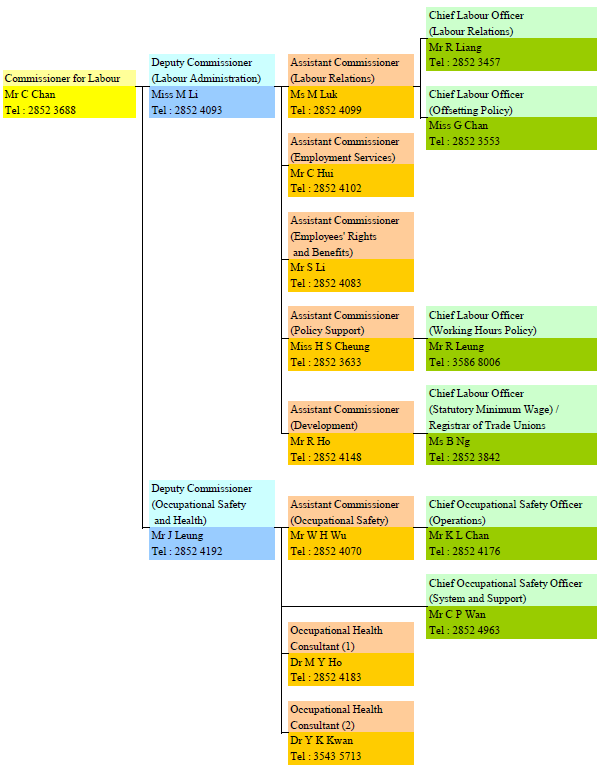 Commissioner for Labour
Mr C Chan
Tel : 2852 3688
Deputy Commissioner
(Labour Administration)
Miss M Li
Tel : 2852 4093
Assistant Commissioner
(Labour Relations)
Ms M Luk
Tel : 2852 4099
Chief Labour Officer
(Labour Relations)
Mr R Liang
Tel : 2852 3457
Chief Labour Officer
(Offsetting Policy)
Miss G Chan
Tel : 2852 3553
Assistant Commissioner
(Employment Services)
Mr C Hui
Tel : 2852 4102
Assistant Commissioner
(Employees' Rights
and Benefits)
Mr S Li
Tel : 2852 4083
Assistant Commissioner
(Policy Support)
Miss H S Cheung
Tel : 2852 3633
Chief Labour Officer
(Working Hours Policy)
Mr R Leung
Tel : 3586 8006
Assistant Commissioner
(Development)
Mr R Ho
Tel : 2852 4148
Chief Labour Officer
(Statutory Minimum Wage) /
Registrar of Trade Unions
Ms B Ng
Tel : 2852 3842
Deputy Commissioner
(Occupational Safety
and Health)
Mr J Leung
Tel : 2852 4192
Assistant Commissioner
(Occupational Safety)
Mr W H Wu
Tel : 2852 4070
Chief Occupational Safety Officer
(Operations)
Mr K L Chan
Tel : 2852 4176
Chief Occupational Safety Officer
(System and Support)
Mr C P Wan
Tel : 2852 4963
Occupational Health
Consultant (1)
Dr M Y Ho
Tel : 2852 4183
Occupational Health
Consultant (2)
Dr Y K Kwan
Tel : 3543 5713